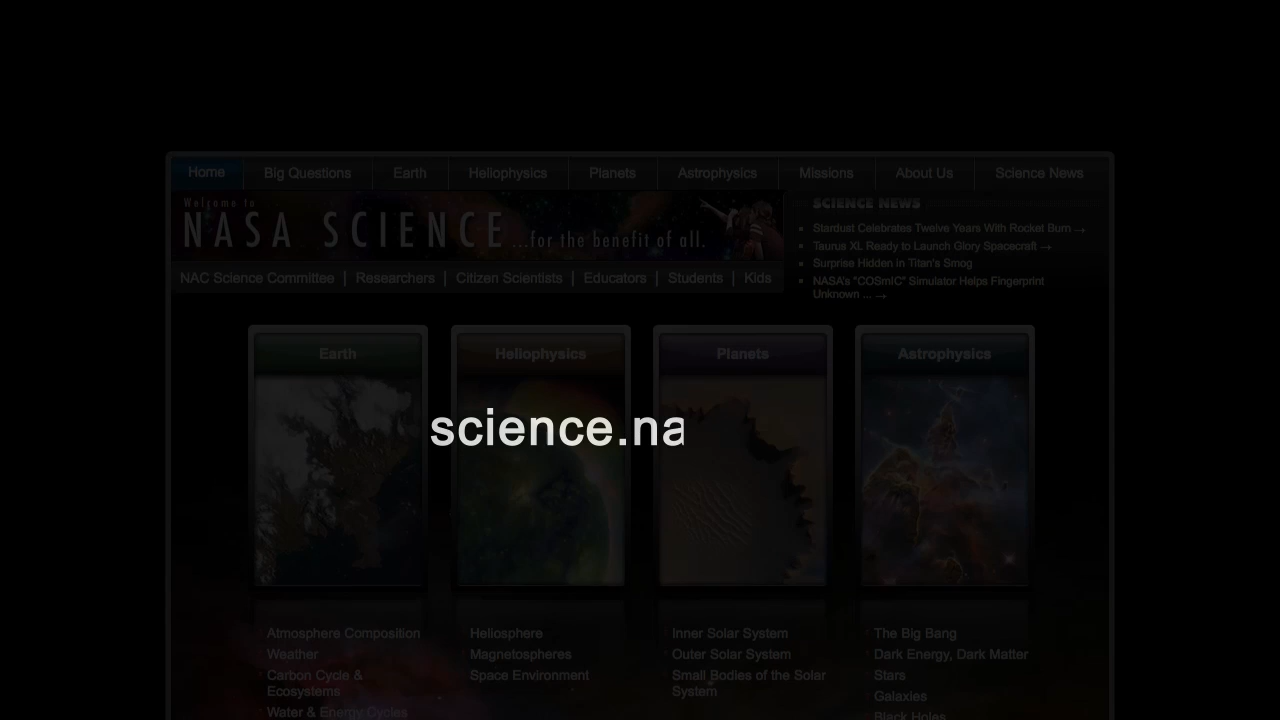 Home Big Questions Earth Heliophysics Planets Astrophysics Missions About Us Science News
Welcome to
NASA SCIENCE ...for the benefit of all.
NAC Science Committee | Researchers | Citizen Scientists | Educators | Students | Kids
SCIENCE NEWS
Stardust Celebrates Twelve Years With Rocket Burn →
Taurus XL Ready to Launch Glory Spacecraft →
Surprise Hidden in Titan's Smog
NASA's "COSmIC" Simulator Helps Fingerprint
Unknown ... →
Earth
Heliophysics
Planets
Astrophysics
science.na
Atmosphere Composition
Weather
Carbon Cycle &
Ecosystems
Water & Energy Cycles
Heliosphere
Magnetospheres
Space Environment
Inner Solar System
Outer Solar System
Small Bodies of the Solar
System
The Big Bang
Dark Energy, Dark Matter
Stars
Galaxies
Black Holes